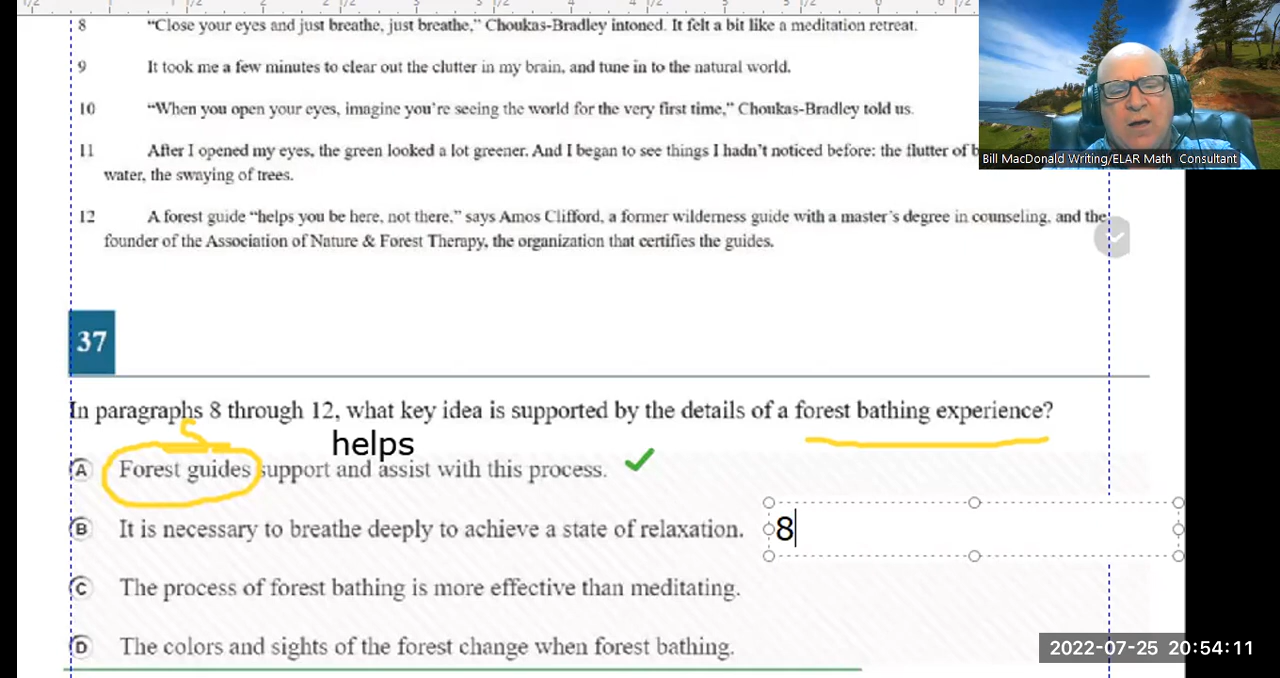 8 “Close your eyes and just breathe, just breathe,” Choukas-Bradley intoned. It felt a bit like a meditation retreat.
9 It took me a few minutes to clear out the clutter in my brain, and tune in to the natural world.
10 “When you open your eyes, imagine you’re seeing the world for the very first time,” Choukas-Bradley told us.
Bill MacDonald Writing/ELAR Math Consultant
11 After I opened my eyes, the green looked a lot greener. And I began to see things I hadn’t noticed before: the flutter of
water, the swaying of trees.
12 A forest guide “helps you be here, not there,” says Amos Clifford, a former wilderness guide with a master’s degree in counseling, and the
founder of the Association of Nature & Forest Therapy, the organization that certifies the guides.
37
In paragraphs 8 through 12, what key idea is supported by the details of a forest bathing experience?
helps
A Forest guides support and assist with this process.
B It is necessary to breathe deeply to achieve a state of relaxation. 8
C The process of forest bathing is more effective than meditating.
D The colors and sights of the forest change when forest bathing.
2022-07-25 20:54:11